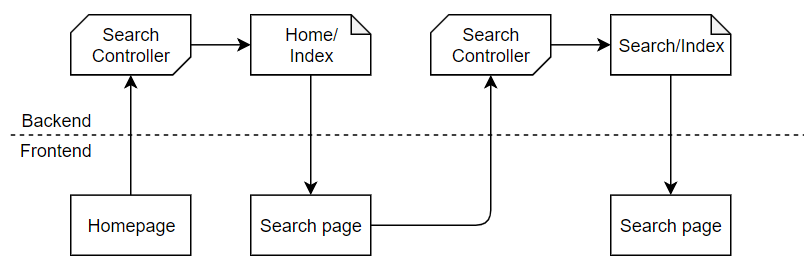 Search
Controller
Home/
Index
Search
Controller
Search/Index
Backend
Frontend
Homepage
Search page
Search page